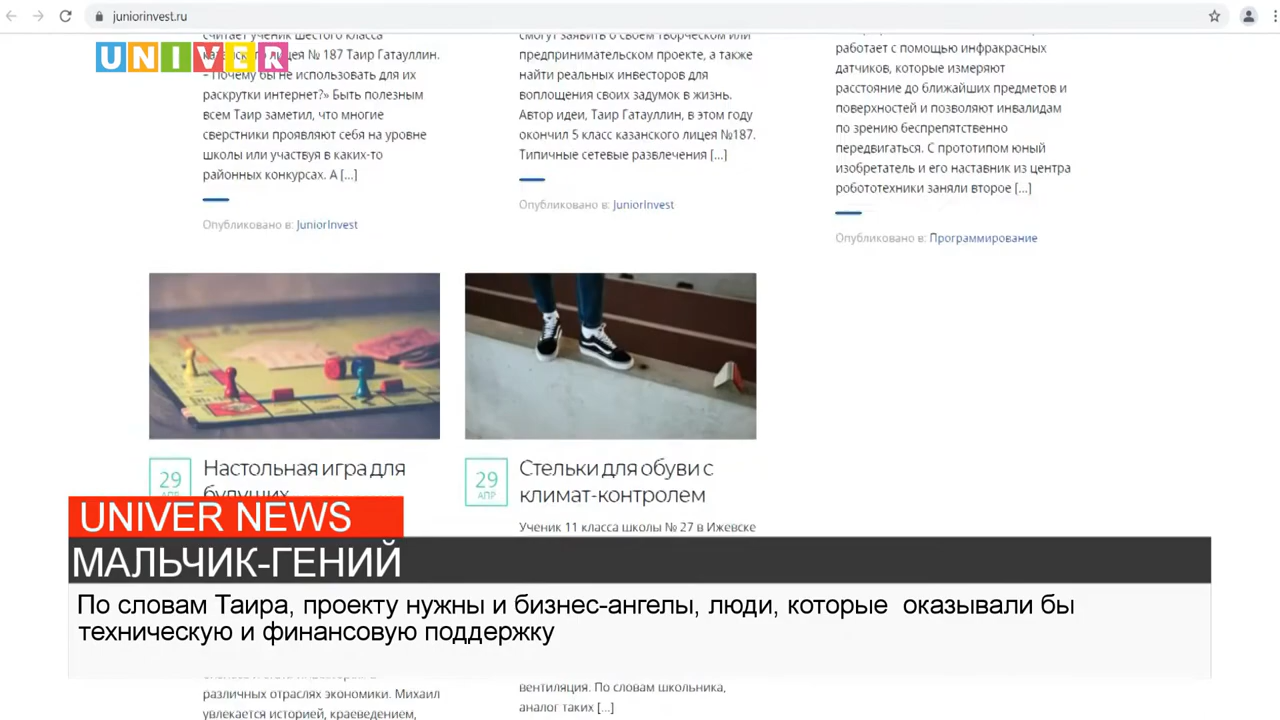 juniorinvest.ru
UNIVER
считает ученик шестого класса
лицея № 187 Таир Гатауллин.
– Почему бы не использовать для их
раскрутки интернет?» Быть полезным
всем Таир заметил, что многие
сверстники проявляют себя на уровне
школы или участвуя в каких-то
районных конкурсах. А [...]
Опубликовано в: JuniorInvest
смогут заявить о своем творческом или
предпринимательском проекте, а также
найти реальных инвесторов для
воплощения своих задумок в жизнь.
Автор идеи, Таир Гатауллин, в этом году
окончил 5 класс казанского лицея №187.
Типичные сетевые развлечения [...]
Опубликовано в: JuniorInvest
работает с помощью инфракрасных
датчиков, которые измеряют
расстояние до ближайших предметов и
поверхностей и позволяют инвалидам
по зрению беспрепятственно
передвигаться. С прототипом юный
изобретатель и его наставник из центра
робототехники заняли второе [...]
Опубликовано в: Программирование
29
АПР
Настольная игра для
будущих
29
АПР
Стельки для обуви с
климат-контролем
Ученик 11 класса школы № 27 в Ижевске
UNIVER NEWS
МАЛЬЧИК-ГЕНИЙ
По словам Таира, проекту нужны и бизнес-ангелы, люди, которые оказывали бы
техническую и финансовую поддержку
различных отраслях экономики. Михаил
увлекается историей, краеведением,
вентиляция. По словам школьника,
аналог таких [...]